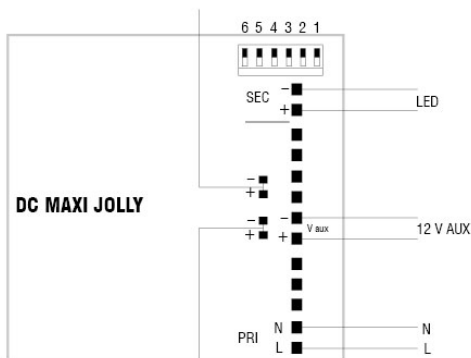 6 5 4 3 2 1
SEC
-
+
LED
-
+
DC MAXI JOLLY
-
+
-
+
V aux
12 V AUX
PRI
N
L
N
L